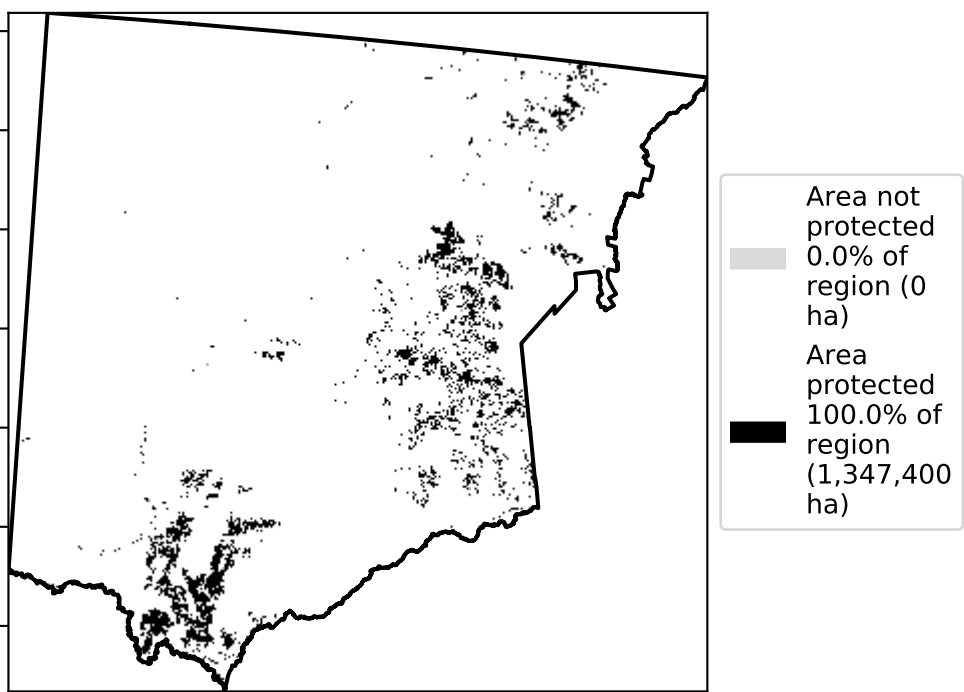 Area not
protected
0.0% of
region (0
ha)
Area
protected
100.0% of
region
(1,347,400
ha)